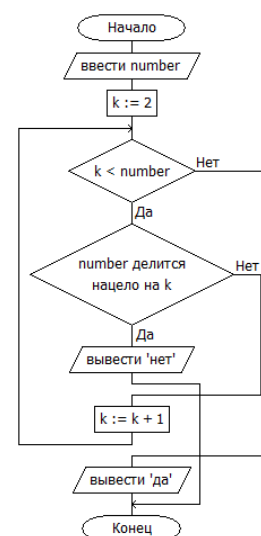 Начало
ввести number
k := 2
k < number
Нет
Да
number делится
нацело на k
Нет
Да
вывести 'нет'
k := k + 1
вывести 'да'
Конец